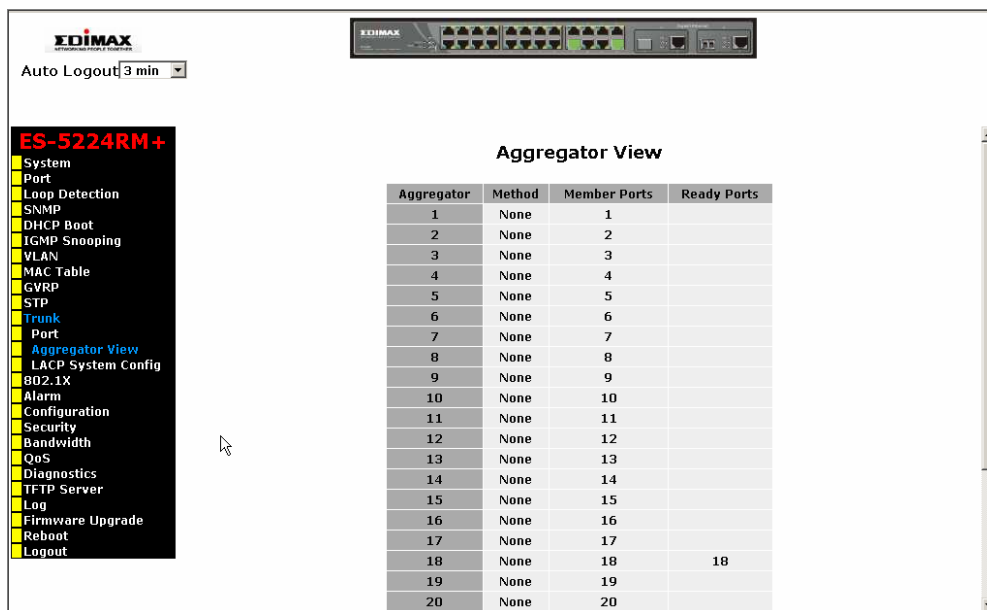 EDIMAX
NETWORKING PEOPLE TOGETHER
EDIMAX
Auto Logout 3 min
ES-5224RM+
System
Port
Loop Detection
SNMP
DHCP Boot
IGMP Snooping
VLAN
MAC Table
GVRP
STP
Trunk
Port
Aggregator View
LACP System Config
802.1X
Alarm
Configuration
Security
Bandwidth
QoS
Diagnostics
TFTP Server
Log
Firmware Upgrade
Reboot
Logout
Aggregator View
Aggregator Method Member Ports Ready Ports
1 None 1
2 None 2
3 None 3
4 None 4
5 None 5
6 None 6
7 None 7
8 None 8
9 None 9
10 None 10
11 None 11
12 None 12
13 None 13
14 None 14
15 None 15
16 None 16
17 None 17
18 None 18 18
19 None 19
20 None 20